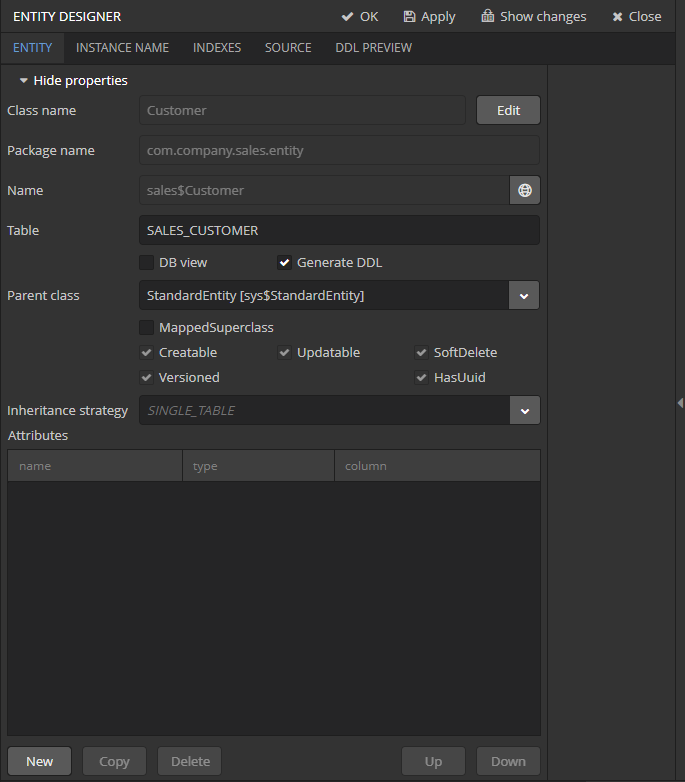 ENTITY DESIGNER OK Apply Show changes Close
ENTITY INSTANCE NAME INDEXES SOURCE DDL PREVIEW
Hide properties
Class name Customer Edit
Package name com.company.sales.entity
Name sales$Customer
Table SALES_CUSTOMER
DB view Generate DDL
Parent class StandardEntity [sys$StandardEntity]
MappedSuperclass
Creatable Updatable SoftDelete
Versioned HasUuid
Inheritance strategy SINGLE_TABLE
Attributes
name type column
New Copy Delete Up Down